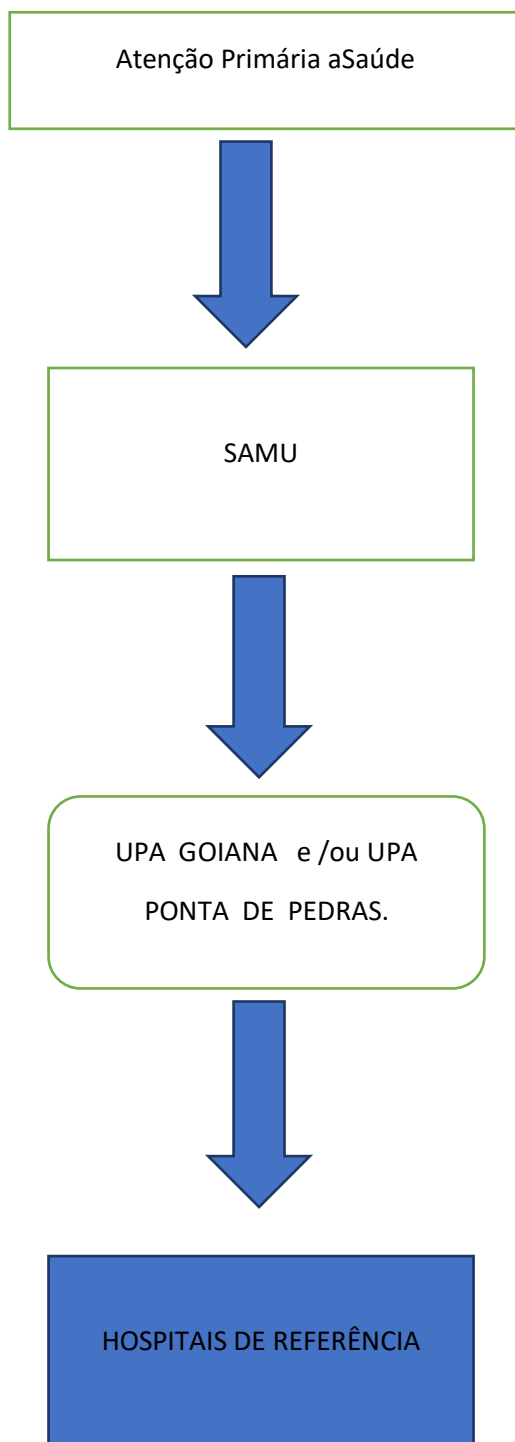 Atenção Primária aSaúde
SAMU
UPA GOIANA e /ou UPA
PONTA DE PEDRAS.
HOSPITAIS DE REFERÊNCIA